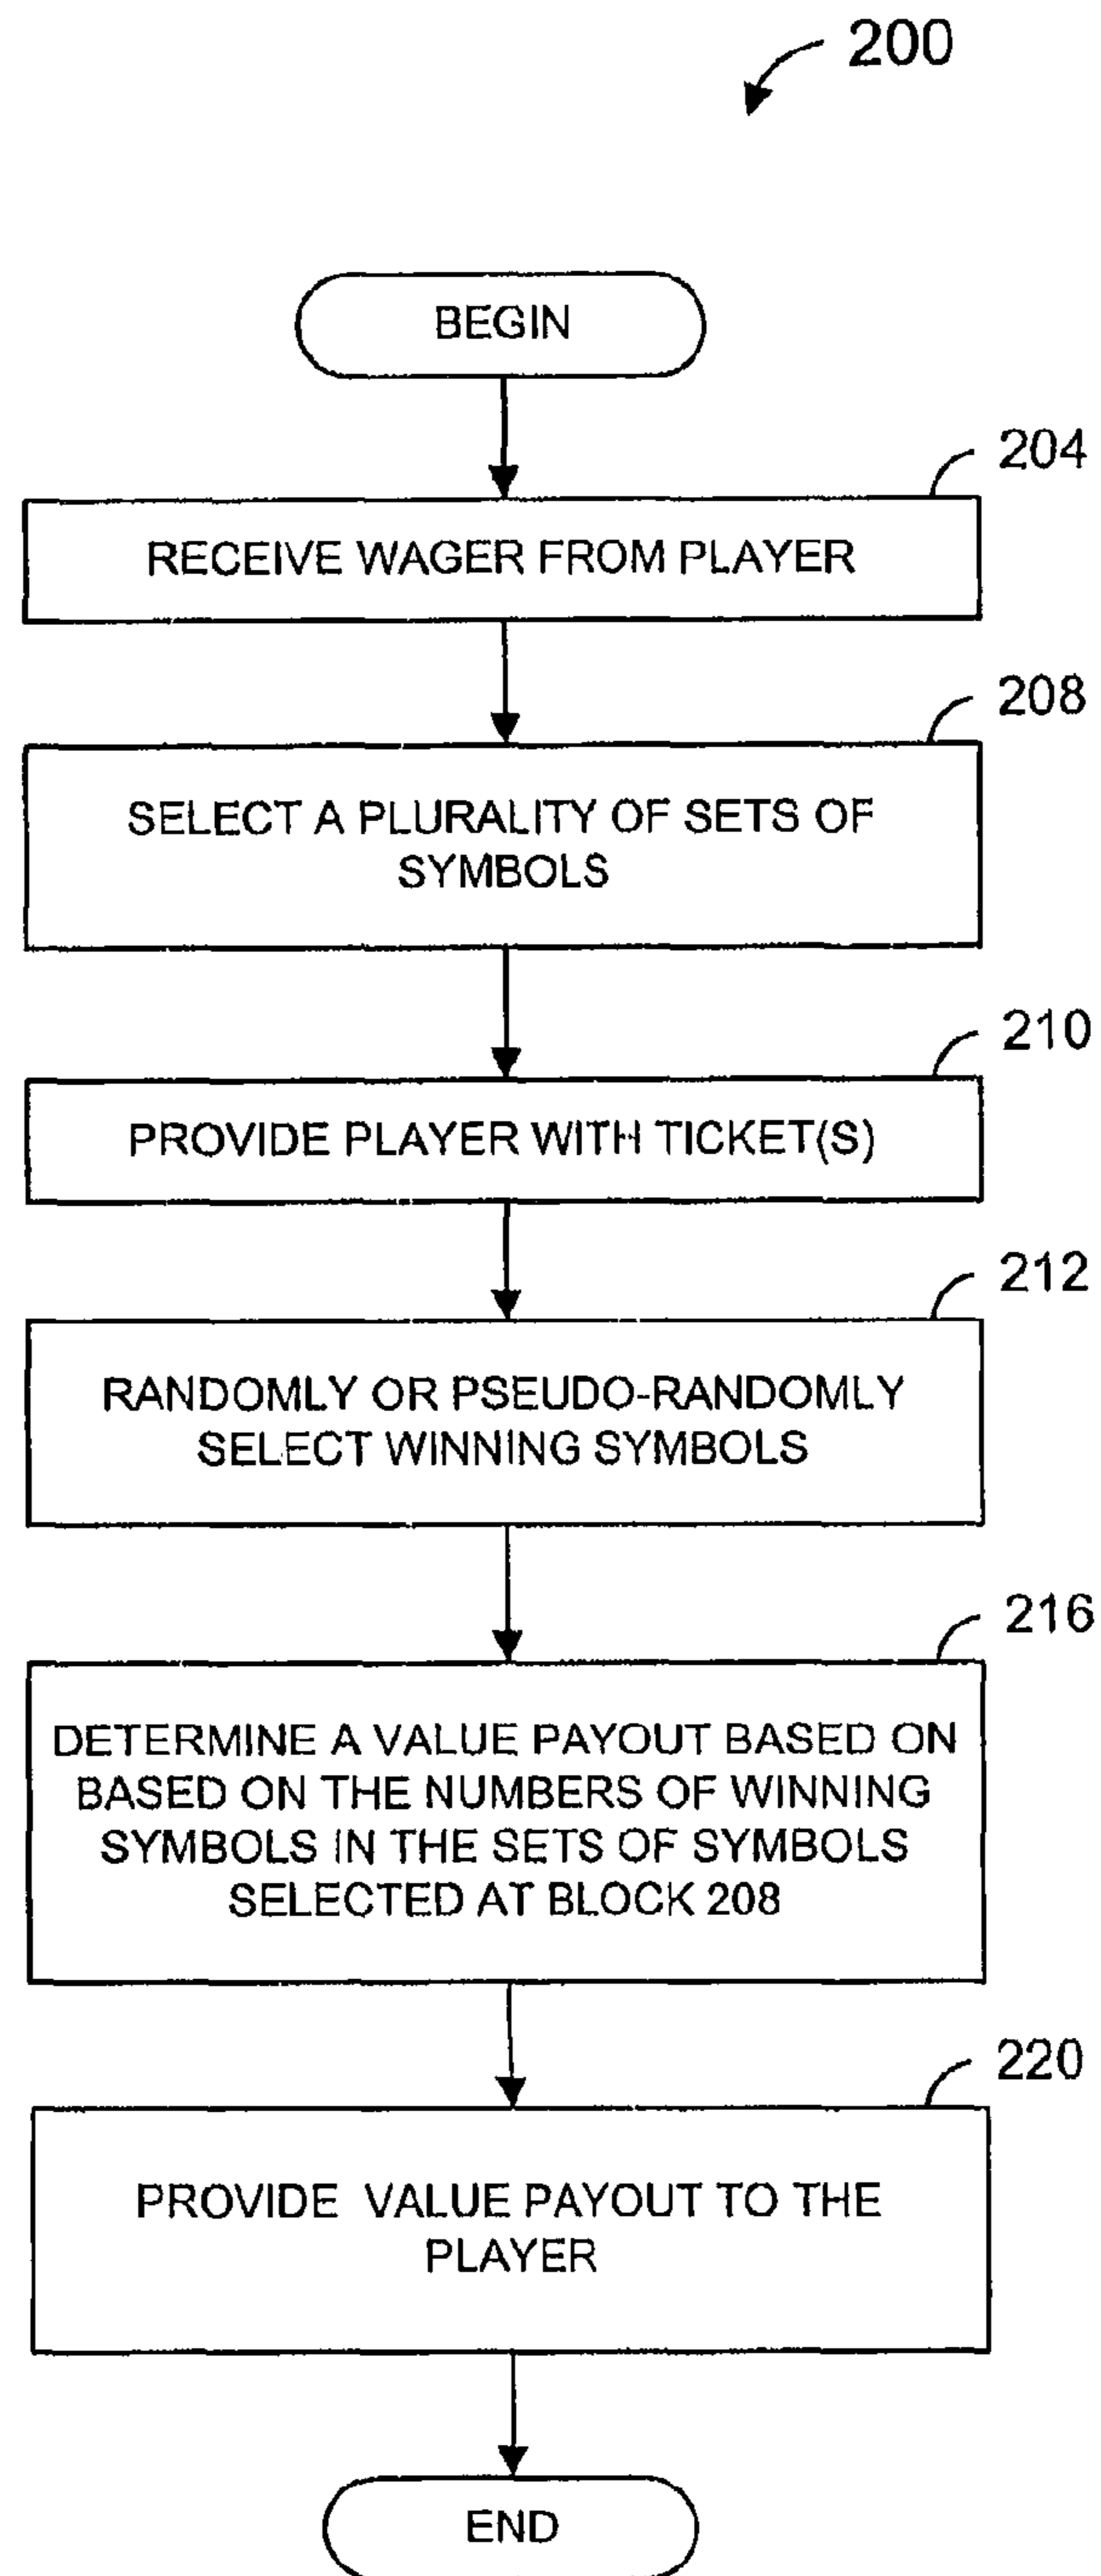 200
BEGIN
204
RECEIVE WAGER FROM PLAYER
208
SELECT A PLURALITY OF SETS OF
SYMBOLS
210
PROVIDE PLAYER WITH TICKET(S)
212
RANDOMLY OR PSEUDO-RANDOMLY
SELECT WINNING SYMBOLS
216
DETERMINE A VALUE PAYOUT BASED ON
BASED ON THE NUMBERS OF WINNING
SYMBOLS IN THE SETS OF SYMBOLS
SELECTED AT BLOCK 208
220
PROVIDE VALUE PAYOUT TO THE
PLAYER
END